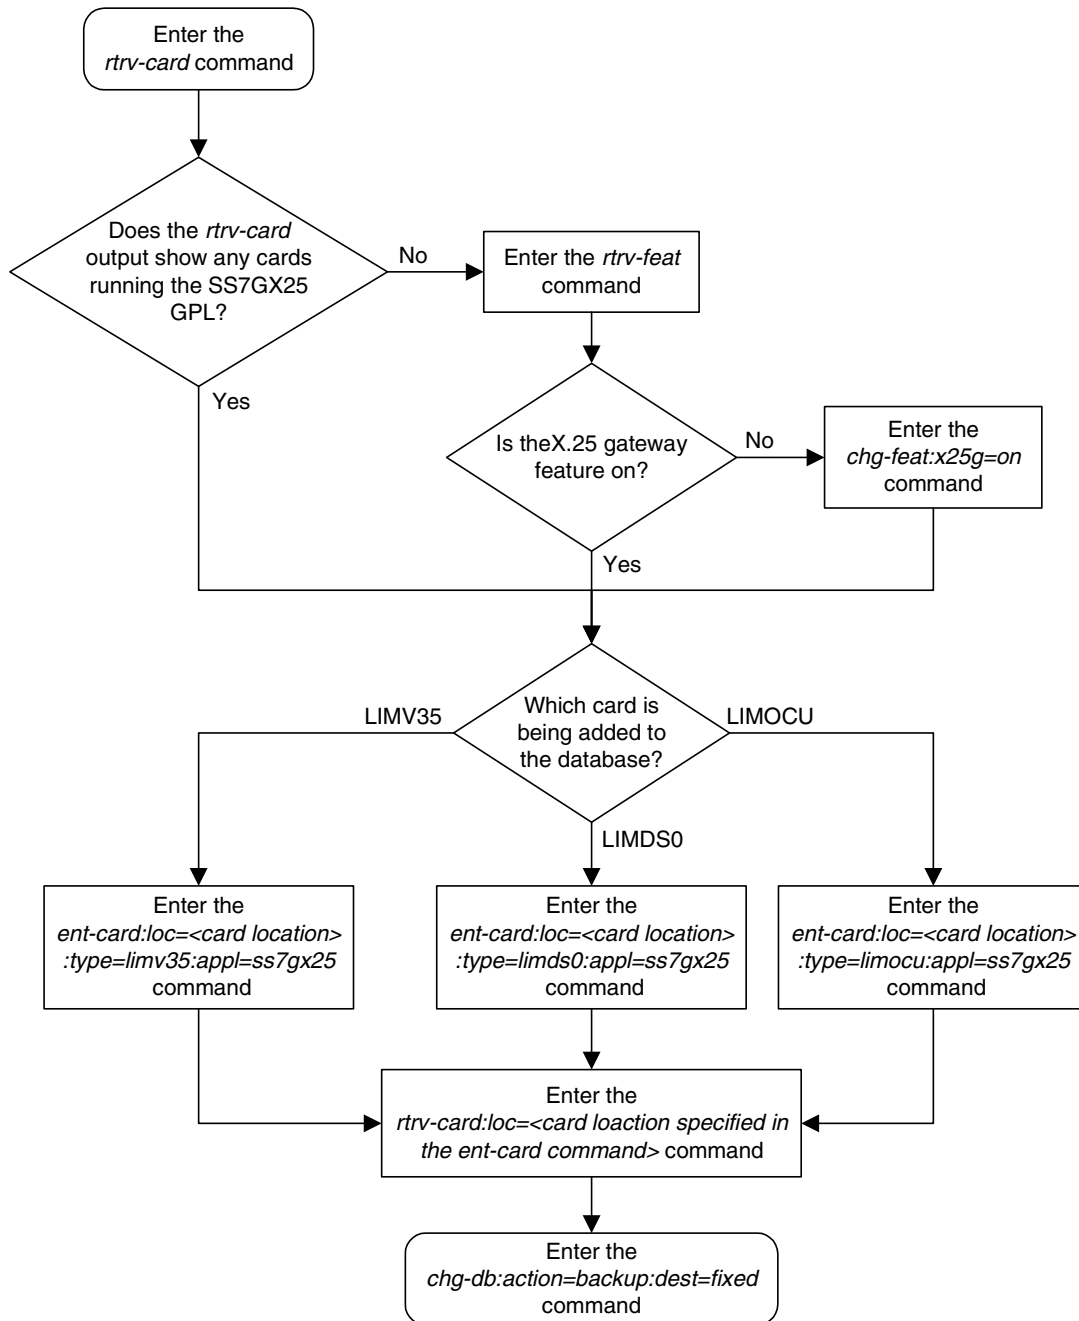 Enter the
rtrv-card command
Does the rtrv-card
output show any cards
running the SS7GX25
GPL?
No
Enter the rtrv-feat
command
Yes
Is theX.25 gateway
feature on?
No
Enter the
chg-feat:x25g=on
command
Yes
Which card is
being added to
the database?
LIMV35
LIMOCU
LIMDS0
Enter the
ent-card:loc=<card location>
:type=limv35:appl=ss7gx25
command
Enter the
ent-card:loc=<card location>
:type=limds0:appl=ss7gx25
command
Enter the
ent-card:loc=<card location>
:type=limocu:appl=ss7gx25
command
Enter the
rtrv-card:loc=<card loaction specified in
the ent-card command> command
Enter the
chg-db:action=backup:dest=fixed
command